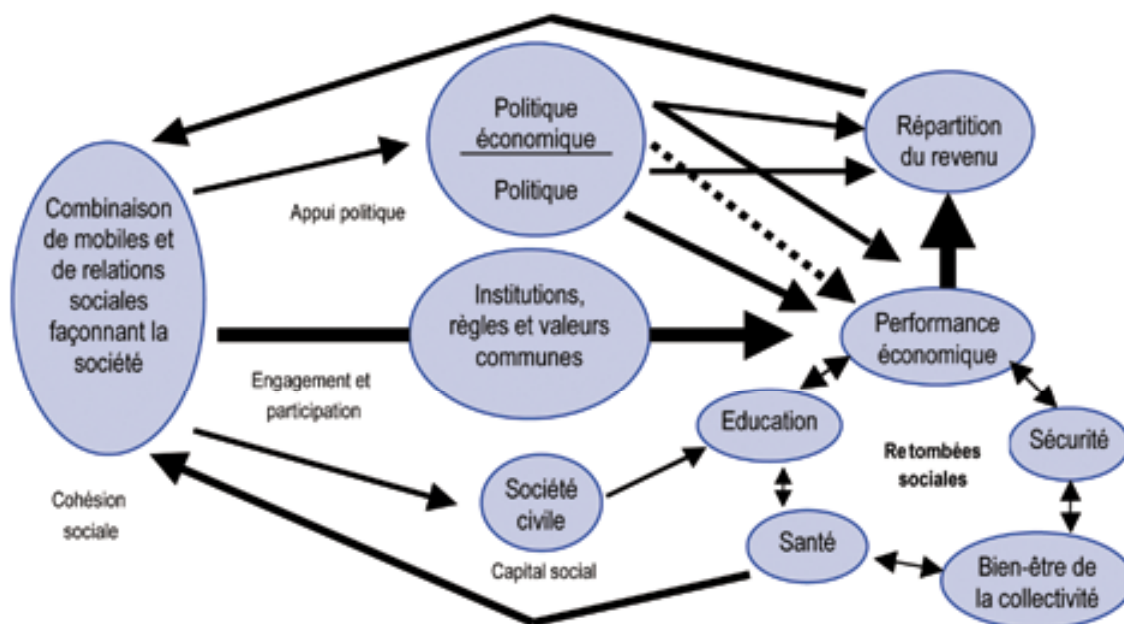 Combinaison
de mobiles et
de relations
sociales
façonnant la
société
Cohésion
sociale
Appui politique
Engagement et
participation
Politique
économique
Politique
Institutions,
règles et valeurs
communes
Société
civile
Capital social
Répartition
du revenu
Performance
économique
Education
Retombées
sociales
Sécurité
Santé
Bien-être de
la collectivité